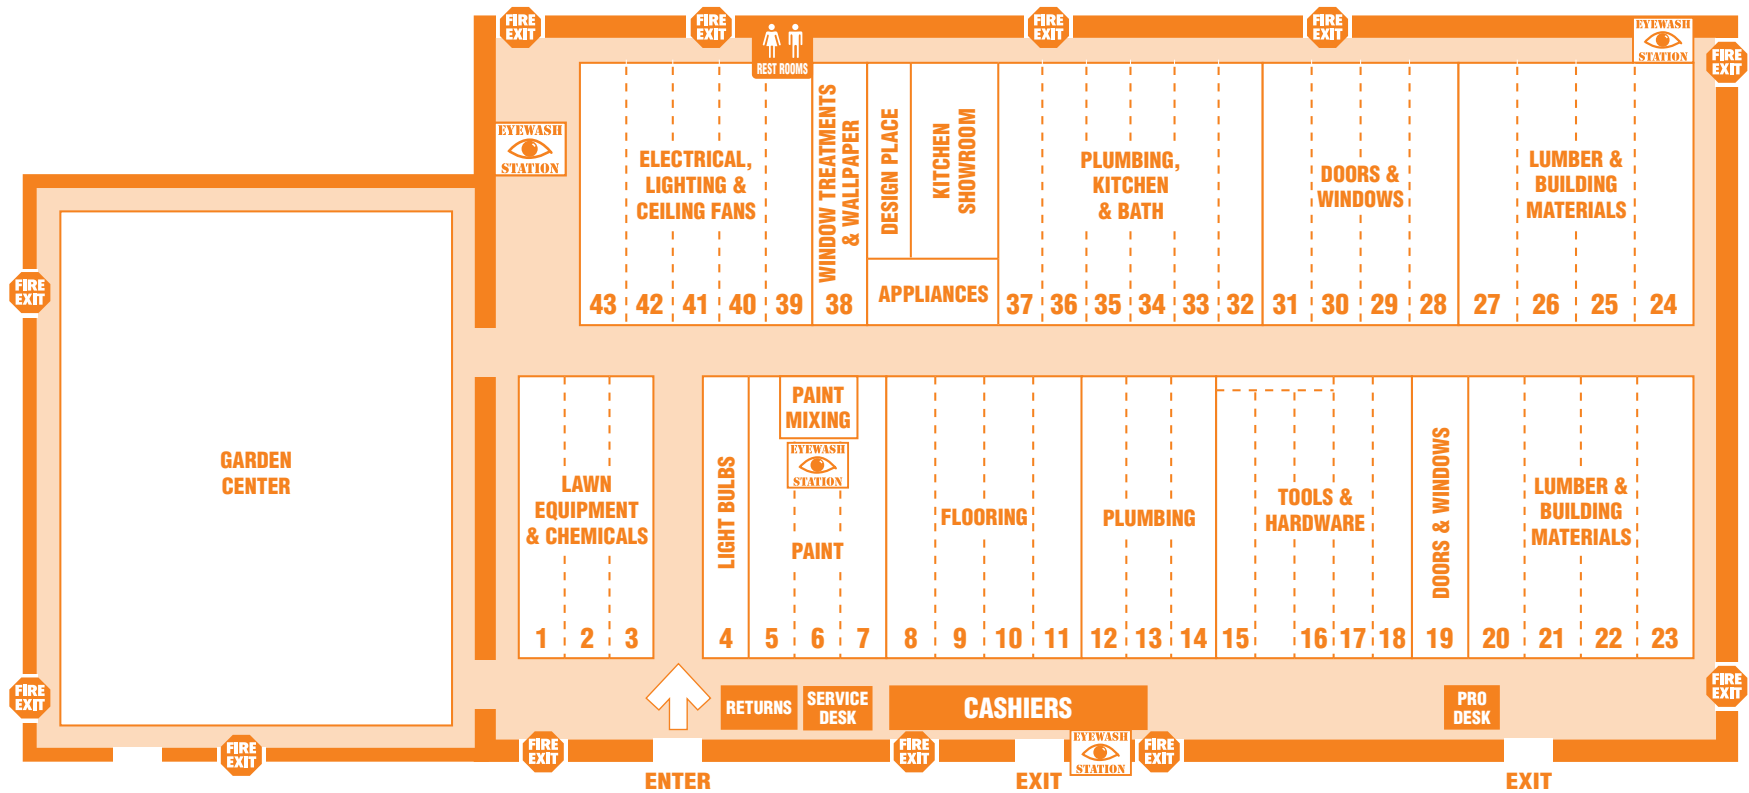 FIRE
EXIT
FIRE
EXIT
REST ROOMS
FIRE
EXIT
FIRE
EXIT
EYEWASH
STATION
FIRE
EXIT
EYEWASH
STATION
ELECTRICAL,
LIGHTING &
CEILING FANS
WINDOW TREATMENTS
& WALLPAPER
DESIGN PLACE
KITCHEN
SHOWROOM
APPLIANCES
PLUMBING,
KITCHEN
& BATH
DOORS &
WINDOWS
LUMBER &
BUILDING
MATERIALS
43 42 41 40 39 38 37 36 35 34 33 32 31 30 29 28 27 26 25 24
FIRE
EXIT
GARDEN
CENTER
LAWN
EQUIPMENT
& CHEMICALS
LIGHT BULBS
PAINT
MIXING
EYEWASH
STATION
PAINT
FLOORING
PLUMBING
TOOLS &
HARDWARE
DOORS & WINDOWS
LUMBER &
BUILDING
MATERIALS
1 2 3 4 5 6 7 8 9 10 11 12 13 14 15 16 17 18 19 20 21 22 23
FIRE
EXIT
RETURNS
SERVICE
DESK
CASHIERS
PRO
DESK
FIRE
EXIT
FIRE
EXIT
FIRE
EXIT
FIRE
EXIT
EYEWASH
STATION
FIRE
EXIT
ENTER
EXIT
EXIT